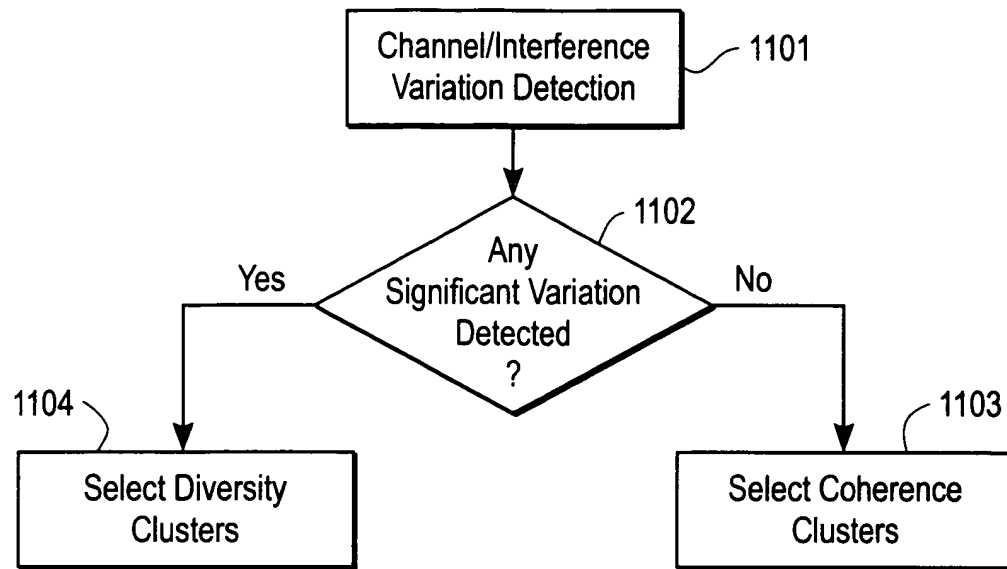 Channel/Interference
Variation Detection
1101
1102
Any
Significant Variation
Detected
?
Yes
No
1104
1103
Select Diversity
Clusters
Select Coherence
Clusters